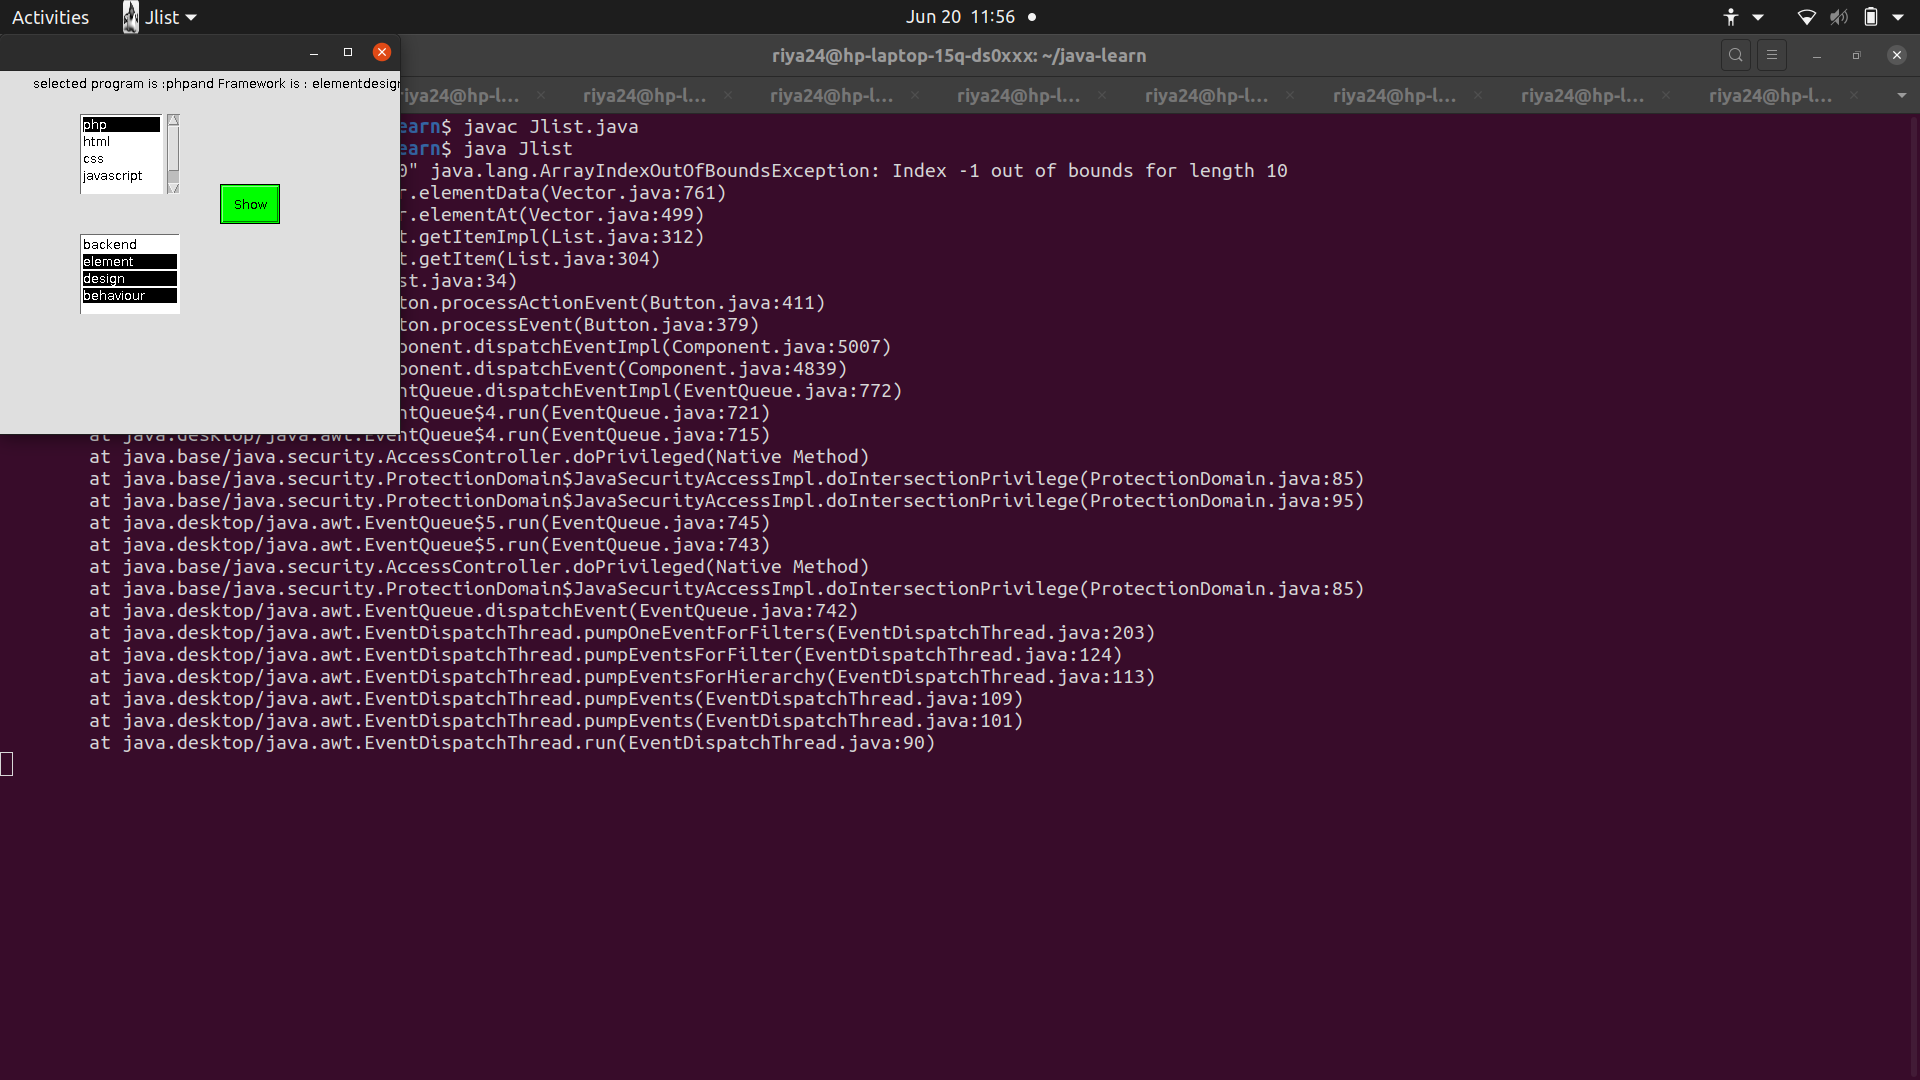 Activities
Jlist
Jun 20 11:56
riya24@hp-laptop-15q-ds0xxx: ~/java-learn
selected program is :phpand Framework is : elementdesign
riya24@hp-l... riya24@hp-l... riya24@hp-l... riya24@hp-l... riya24@hp-l... riya24@hp-l... riya24@hp-l... riya24@hp-l...
php
html
css
javascript
Show
backend
element
design
behaviour
earn$ javac Jlist.java
earn$ java Jlist
0" java.lang.ArrayIndexOutOfBoundsException: Index -1 out of bounds for length 10
r.elementData(Vector.java:761)
r.elementAt(Vector.java:499)
t.getItemImpl(List.java:312)
t.getItem(List.java:304)
st.java:34)
ton.processActionEvent(Button.java:411)
ton.processEvent(Button.java:379)
ponent.dispatchEventImpl(Component.java:5007)
ponent.dispatchEvent(Component.java:4839)
ntQueue.dispatchEventImpl(EventQueue.java:772)
ntQueue$4.run(EventQueue.java:721)
at java.desktop/java.awt.EventQueue$4.run(EventQueue.java:715)
at java.base/java.security.AccessController.doPrivileged(Native Method)
at java.base/java.security.ProtectionDomain$JavaSecurityAccessImpl.doIntersectionPrivilege(ProtectionDomain.java:85)
at java.base/java.security.ProtectionDomain$JavaSecurityAccessImpl.doIntersectionPrivilege(ProtectionDomain.java:95)
at java.desktop/java.awt.EventQueue$5.run(EventQueue.java:745)
at java.desktop/java.awt.EventQueue$5.run(EventQueue.java:743)
at java.base/java.security.AccessController.doPrivileged(Native Method)
at java.base/java.security.ProtectionDomain$JavaSecurityAccessImpl.doIntersectionPrivilege(ProtectionDomain.java:85)
at java.desktop/java.awt.EventQueue.dispatchEvent(EventQueue.java:742)
at java.desktop/java.awt.EventDispatchThread.pumpOneEventForFilters(EventDispatchThread.java:203)
at java.desktop/java.awt.EventDispatchThread.pumpEventsForFilter(EventDispatchThread.java:124)
at java.desktop/java.awt.EventDispatchThread.pumpEventsForHierarchy(EventDispatchThread.java:113)
at java.desktop/java.awt.EventDispatchThread.pumpEvents(EventDispatchThread.java:109)
at java.desktop/java.awt.EventDispatchThread.pumpEvents(EventDispatchThread.java:101)
at java.desktop/java.awt.EventDispatchThread.run(EventDispatchThread.java:90)